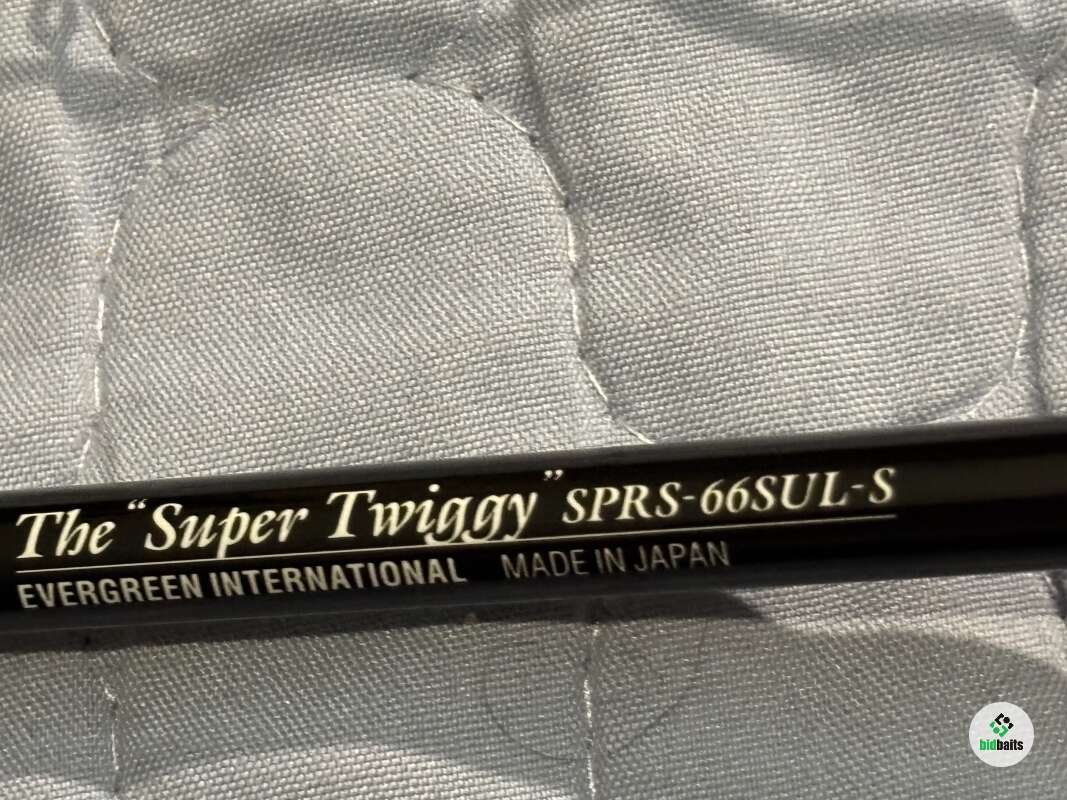 The “Super Twiggy” SPRS-66SUL-S
EVERGREEN INTERNATIONAL MADE IN JAPAN
bidbaits